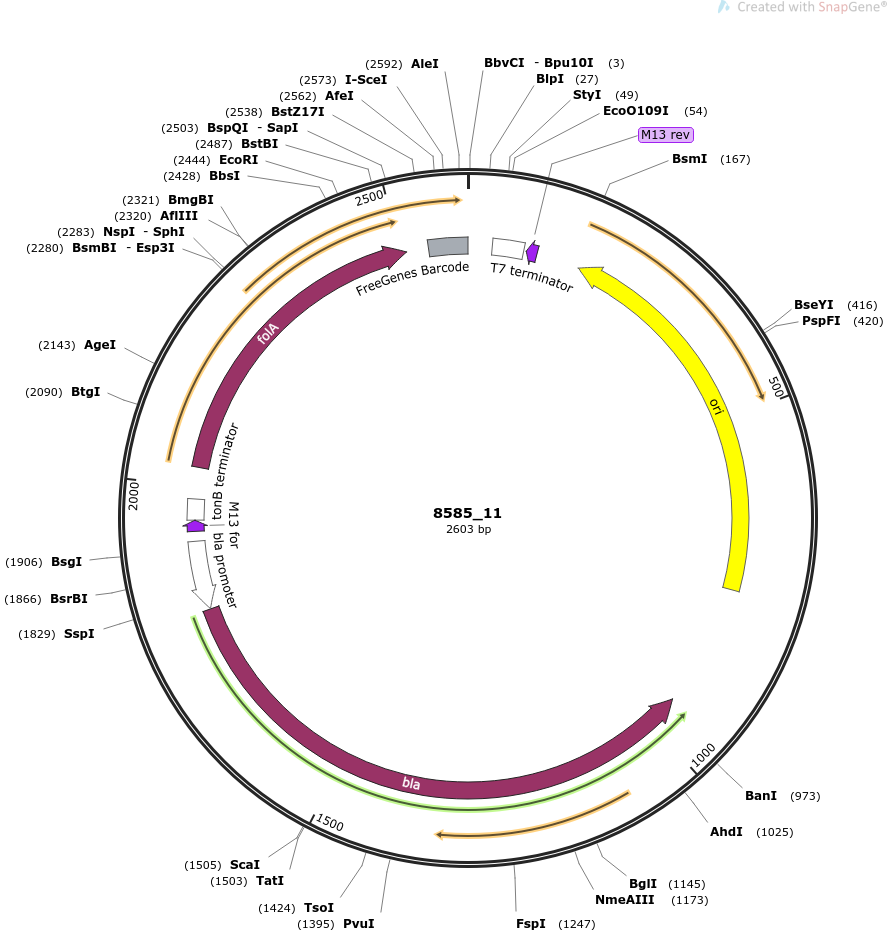 Created with SnapGene®
(2592) AleI
BbvCI - Bpu10I (3)
(2573) I-SceI
BlpI (27)
(2562) AfeI
StyI (49)
(2538) BstZ17I
EcoO109I (54)
(2503) BspQI - SapI
M13 rev
(2487) BstBI
(2444) EcoRI
BsmI (167)
(2428) BbsI
2500
(2321) BmgBI
(2320) AflIII
(2283) NspI - SphI
(2280) BsmBI - Esp3I
FreeGenes Barcode
T7 terminator
BseYI (416)
PspFI (420)
folA
(2143) AgeI
500
(2090) BtgI
ori
tonB terminator
2000
M13 for
8585_11
2603 bp
(1906) BsgI
bla promoter
(1866) BsrBI
(1829) SspI
1000
bla
BanI (973)
1500
AhdI (1025)
(1505) ScaI
(1503) TatI
BglI (1145)
NmeAIII (1173)
(1424) TsoI
(1395) PvuI
FspI (1247)